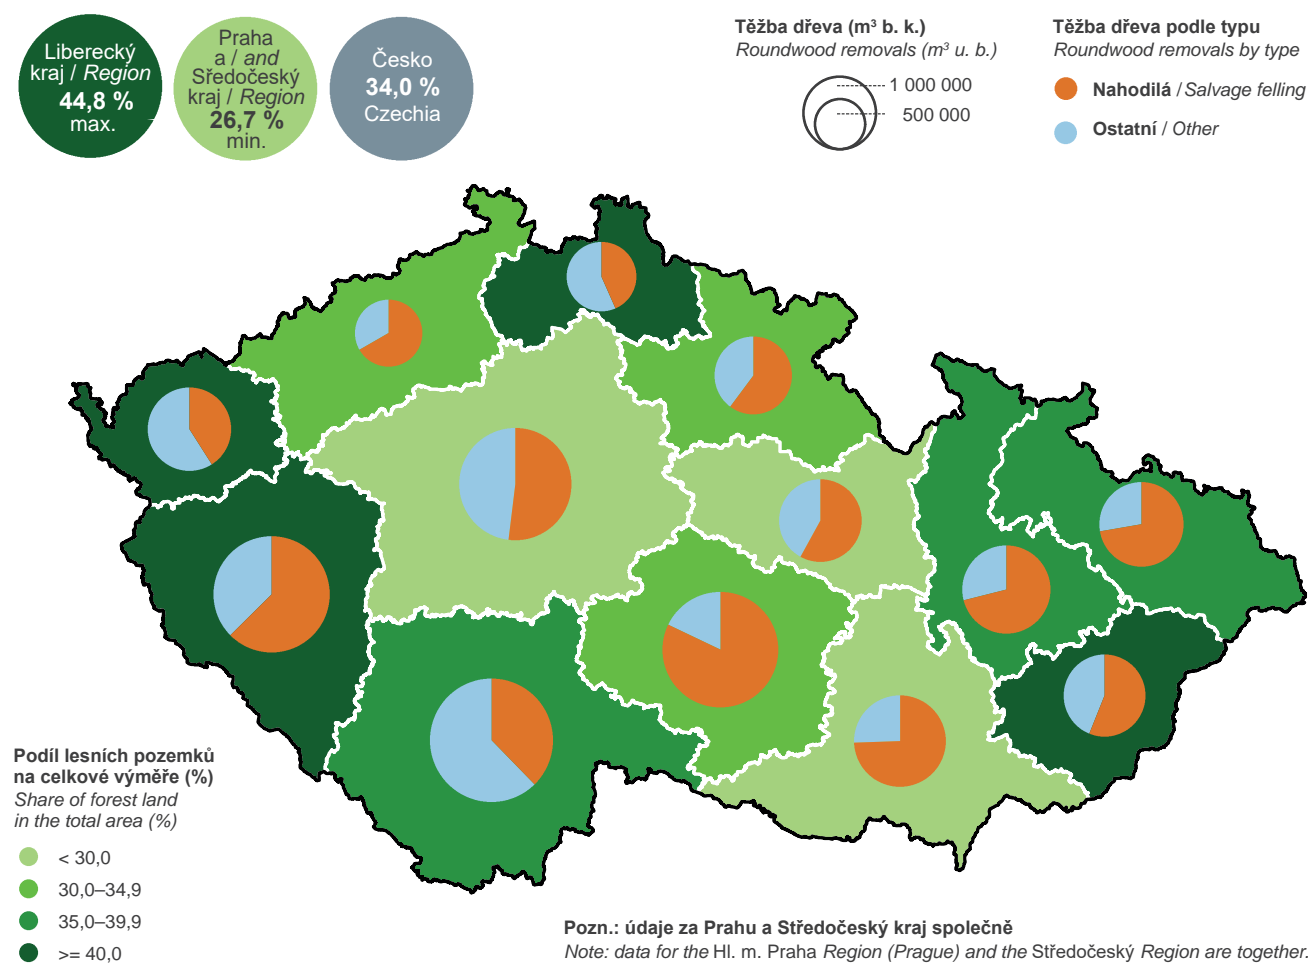 Liberecký
kraj / Region
44,8 %
max.
Praha
a / and
Středočeský
kraj / Region
26,7 %
min.
Česko
34,0 %
Czechia
Těžba dřeva (m³ b. k.)
Roundwood removals (m³ u. b.)
1 000 000
500 000
Těžba dřeva podle typu
Roundwood removals by type
Nahodilá / Salvage felling
Ostatní / Other
Podíl lesních pozemků
na celkové výměře (%)
Share of forest land
in the total area (%)
< 30,0
30,0–34,9
35,0–39,9
>= 40,0
Pozn.: údaje za Prahu a Středočeský kraj společně
Note: data for the Hl. m. Praha Region (Prague) and the Středočeský Region are together.